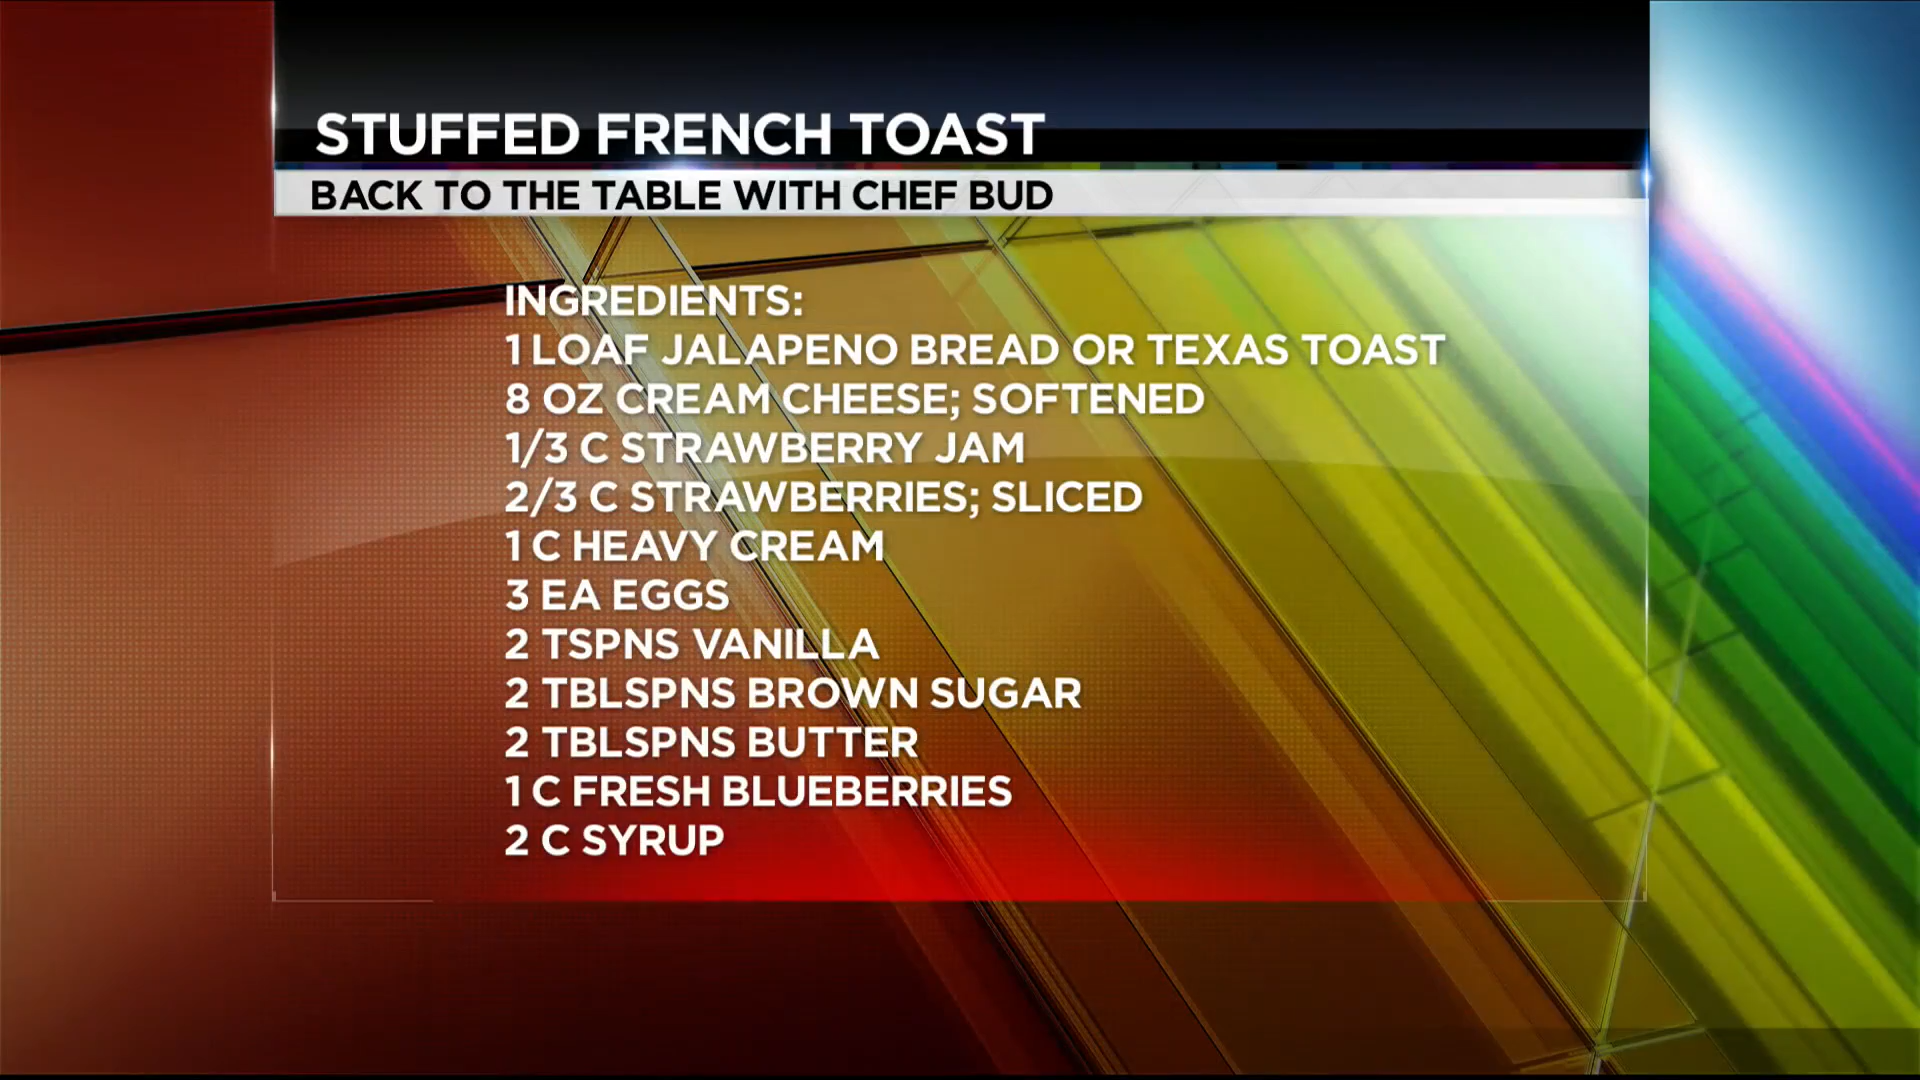 STUFFED FRENCH TOAST
BACK TO THE TABLE WITH CHEF BUD
INGREDIENTS:
1 LOAF JALAPENO BREAD OR TEXAS TOAST
8 OZ CREAM CHEESE; SOFTENED
1/3 C STRAWBERRY JAM
2/3 C STRAWBERRIES; SLICED
1 C HEAVY CREAM
3 EA EGGS
2 TSPNS VANILLA
2 TBLSPNS BROWN SUGAR
2 TBLSPNS BUTTER
1 C FRESH BLUEBERRIES
2 C SYRUP